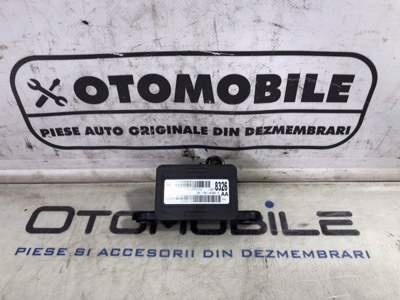 OTOMOBILE
PIESE AUTO ORIGINALE DIN DEZMEMBRARI
8326
AA
OTOMOBILE
PIESE SI ACCESORII DIN DEZMEMBRARI